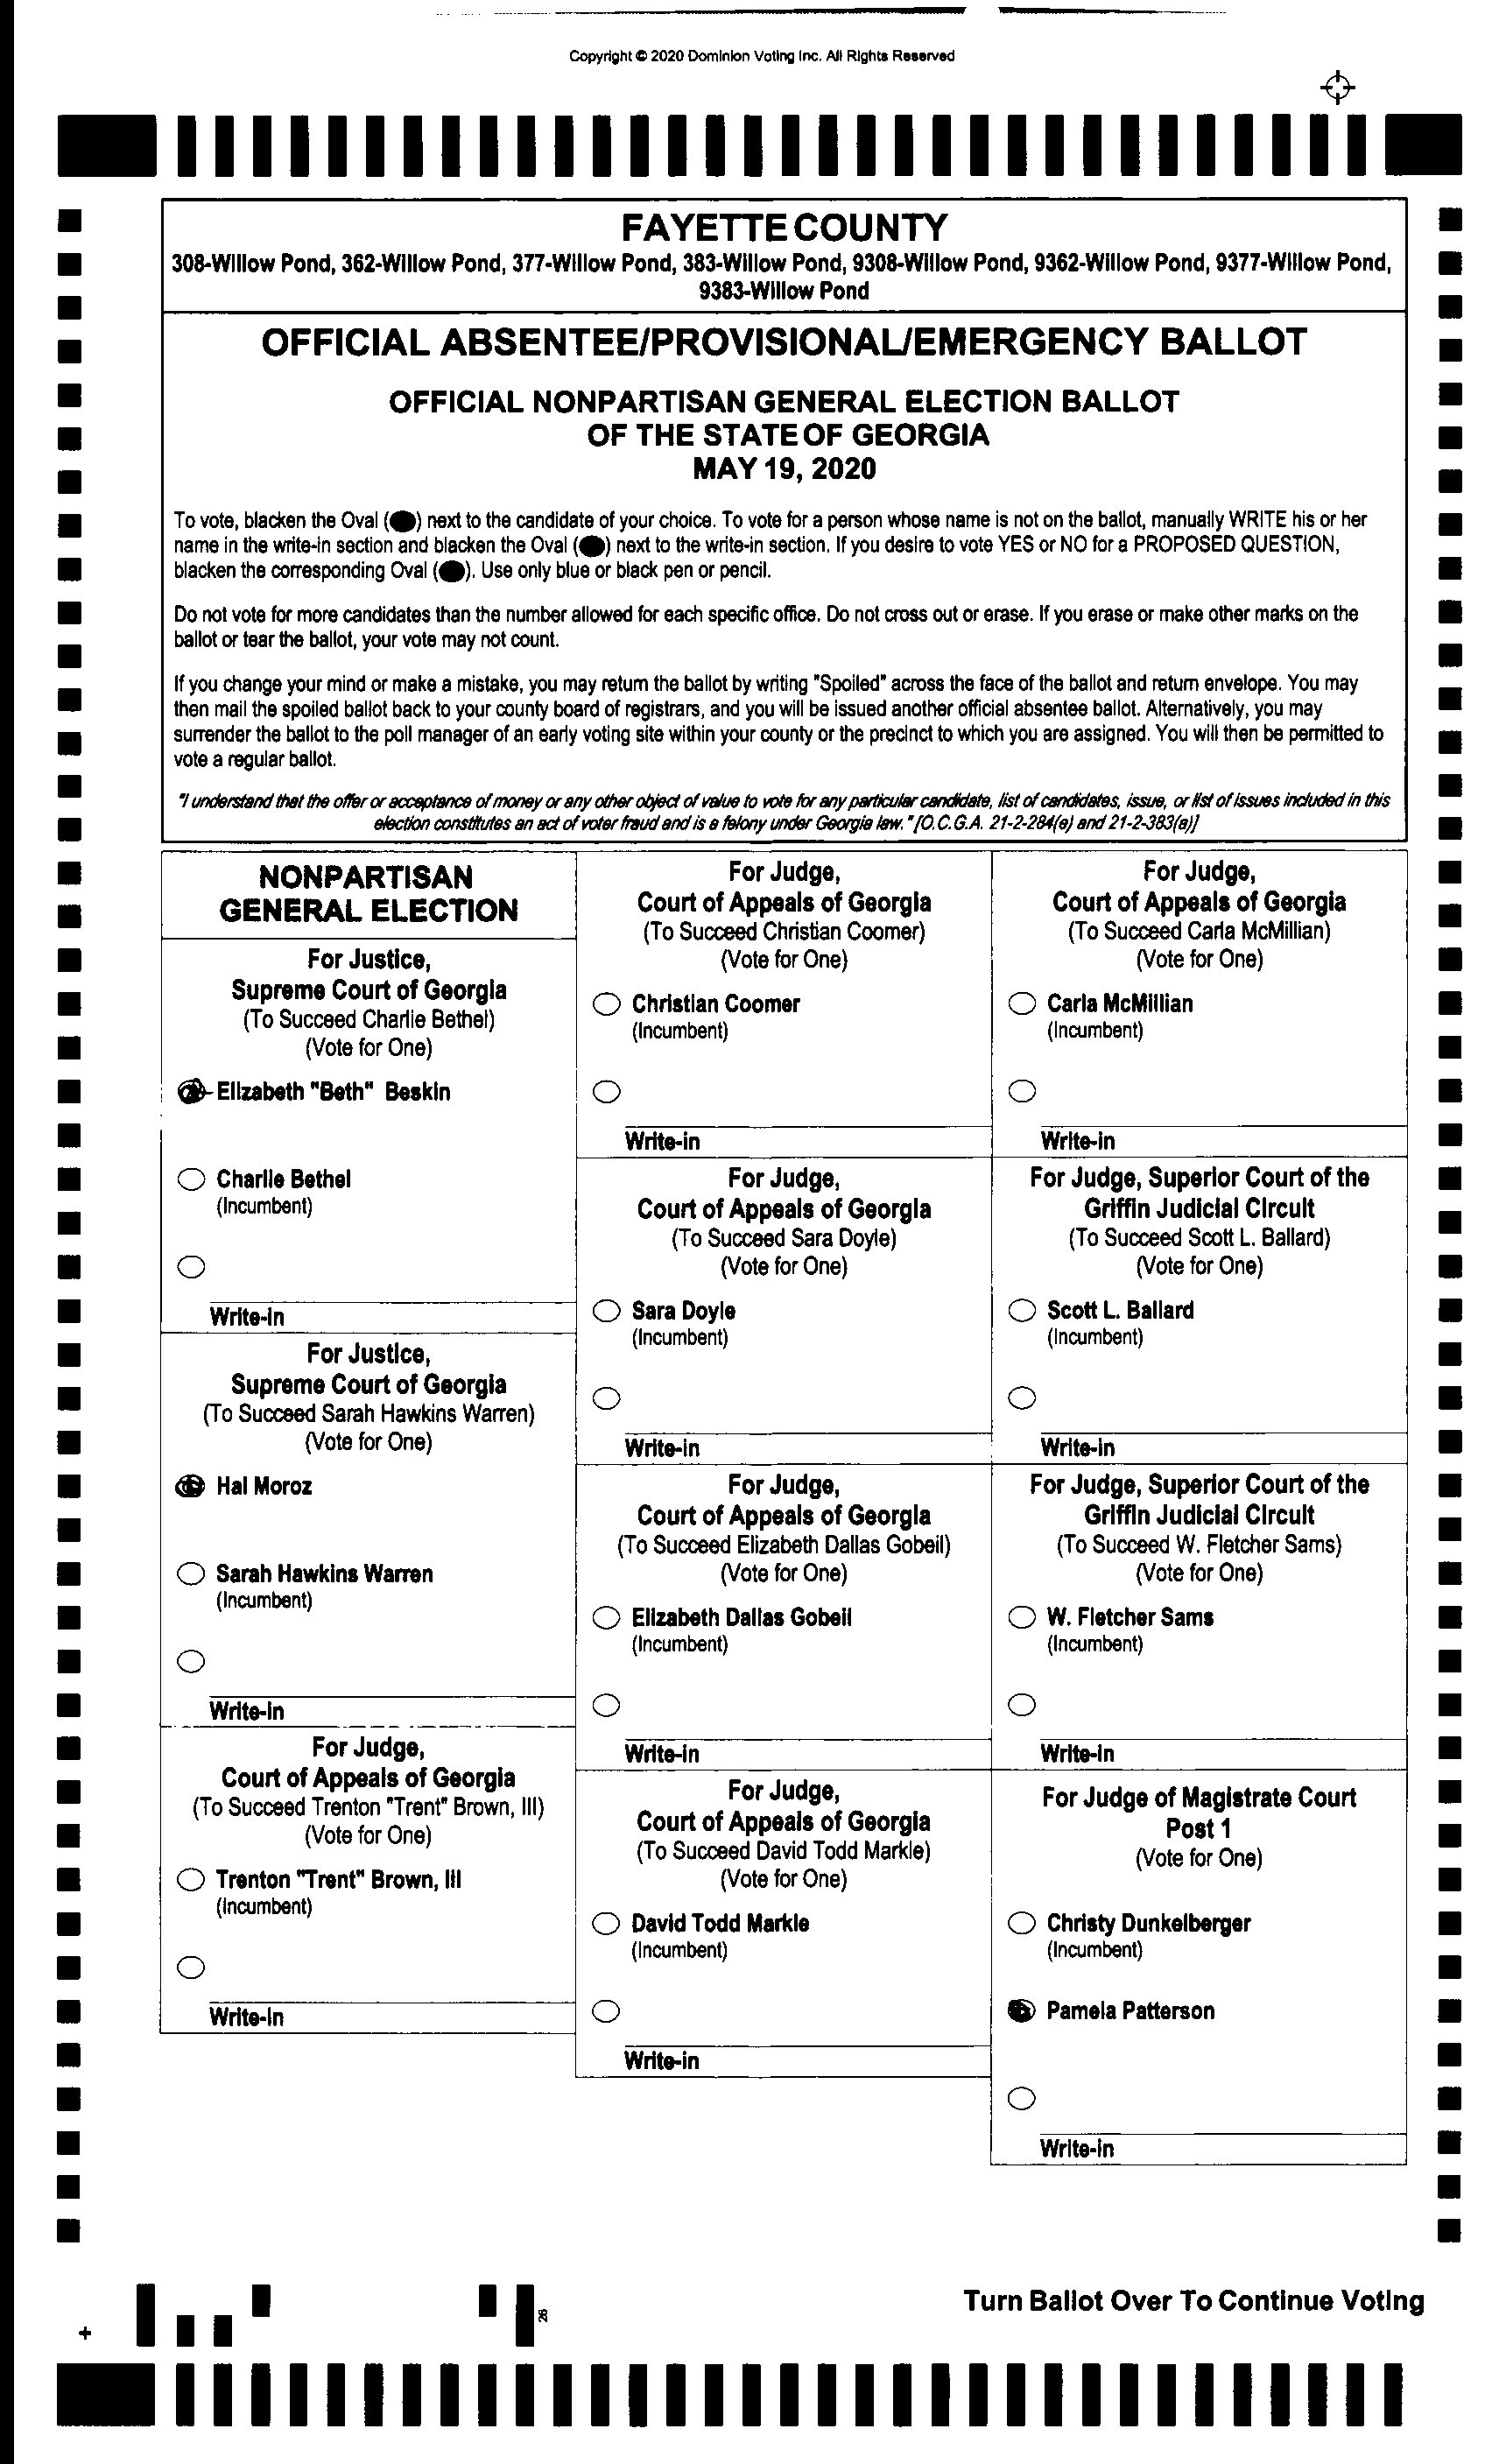 Copyright © 2020 Dominion Voting Inc. All Rights Reserved
FAYETTE COUNTY
308-Willow Pond, 362-Willow Pond, 377-Willow Pond, 383-Willow Pond, 9308-Willow Pond, 9362-Willow Pond, 9377-Willow Pond,
9383-Willow Pond
OFFICIAL ABSENTEE/PROVISIONAL/EMERGENCY BALLOT
OFFICIAL NONPARTISAN GENERAL ELECTION BALLOT
OF THE STATE OF GEORGIA
MAY 19, 2020
To vote, blacken the Oval (⬬) next to the candidate of your choice. To vote for a person whose name is not on the ballot, manually WRITE his or her
name in the write-in section and blacken the Oval (⬬) next to the write-in section. If you desire to vote YES or NO for a PROPOSED QUESTION,
blacken the corresponding Oval (⬬). Use only blue or black pen or pencil.
Do not vote for more candidates than the number allowed for each specific office. Do not cross out or erase. If you erase or make other marks on the
ballot or tear the ballot, your vote may not count.
If you change your mind or make a mistake, you may return the ballot by writing "Spoiled" across the face of the ballot and return envelope. You may
then mail the spoiled ballot back to your county board of registrars, and you will be issued another official absentee ballot. Alternatively, you may
surrender the ballot to the poll manager of an early voting site within your county or the precinct to which you are assigned. You will then be permitted to
vote a regular ballot.
"I understand that the offer or acceptance of money or any other object of value to vote for any particular candidate, list of candidates, issue, or list of issues included in this
election constitutes an act of voter fraud and is a felony under Georgia law." [O.C.G.A. 21-2-284(e) and 21-2-383(a)]
NONPARTISAN
GENERAL ELECTION
For Justice,
Supreme Court of Georgia
(To Succeed Charlie Bethel)
(Vote for One)
Elizabeth "Beth" Beskin
Charlie Bethel
(Incumbent)
Write-in
For Justice,
Supreme Court of Georgia
(To Succeed Sarah Hawkins Warren)
(Vote for One)
Hal Moroz
Sarah Hawkins Warren
(Incumbent)
Write-in
For Judge,
Court of Appeals of Georgia
(To Succeed Trenton "Trent" Brown, III)
(Vote for One)
Trenton "Trent" Brown, III
(Incumbent)
Write-in
For Judge,
Court of Appeals of Georgia
(To Succeed Christian Coomer)
(Vote for One)
Christian Coomer
(Incumbent)
Write-in
For Judge,
Court of Appeals of Georgia
(To Succeed Sara Doyle)
(Vote for One)
Sara Doyle
(Incumbent)
Write-in
For Judge,
Court of Appeals of Georgia
(To Succeed Elizabeth Dallas Gobeil)
(Vote for One)
Elizabeth Dallas Gobeil
(Incumbent)
Write-in
For Judge,
Court of Appeals of Georgia
(To Succeed David Todd Markle)
(Vote for One)
David Todd Markle
(Incumbent)
Write-in
For Judge,
Court of Appeals of Georgia
(To Succeed Carla McMillian)
(Vote for One)
Carla McMillian
(Incumbent)
Write-in
For Judge, Superior Court of the
Griffin Judicial Circuit
(To Succeed Scott L. Ballard)
(Vote for One)
Scott L. Ballard
(Incumbent)
Write-in
For Judge, Superior Court of the
Griffin Judicial Circuit
(To Succeed W. Fletcher Sams)
(Vote for One)
W. Fletcher Sams
(Incumbent)
Write-in
For Judge of Magistrate Court
Post 1
(Vote for One)
Christy Dunkelberger
(Incumbent)
Pamela Patterson
Write-in
Turn Ballot Over To Continue Voting
26